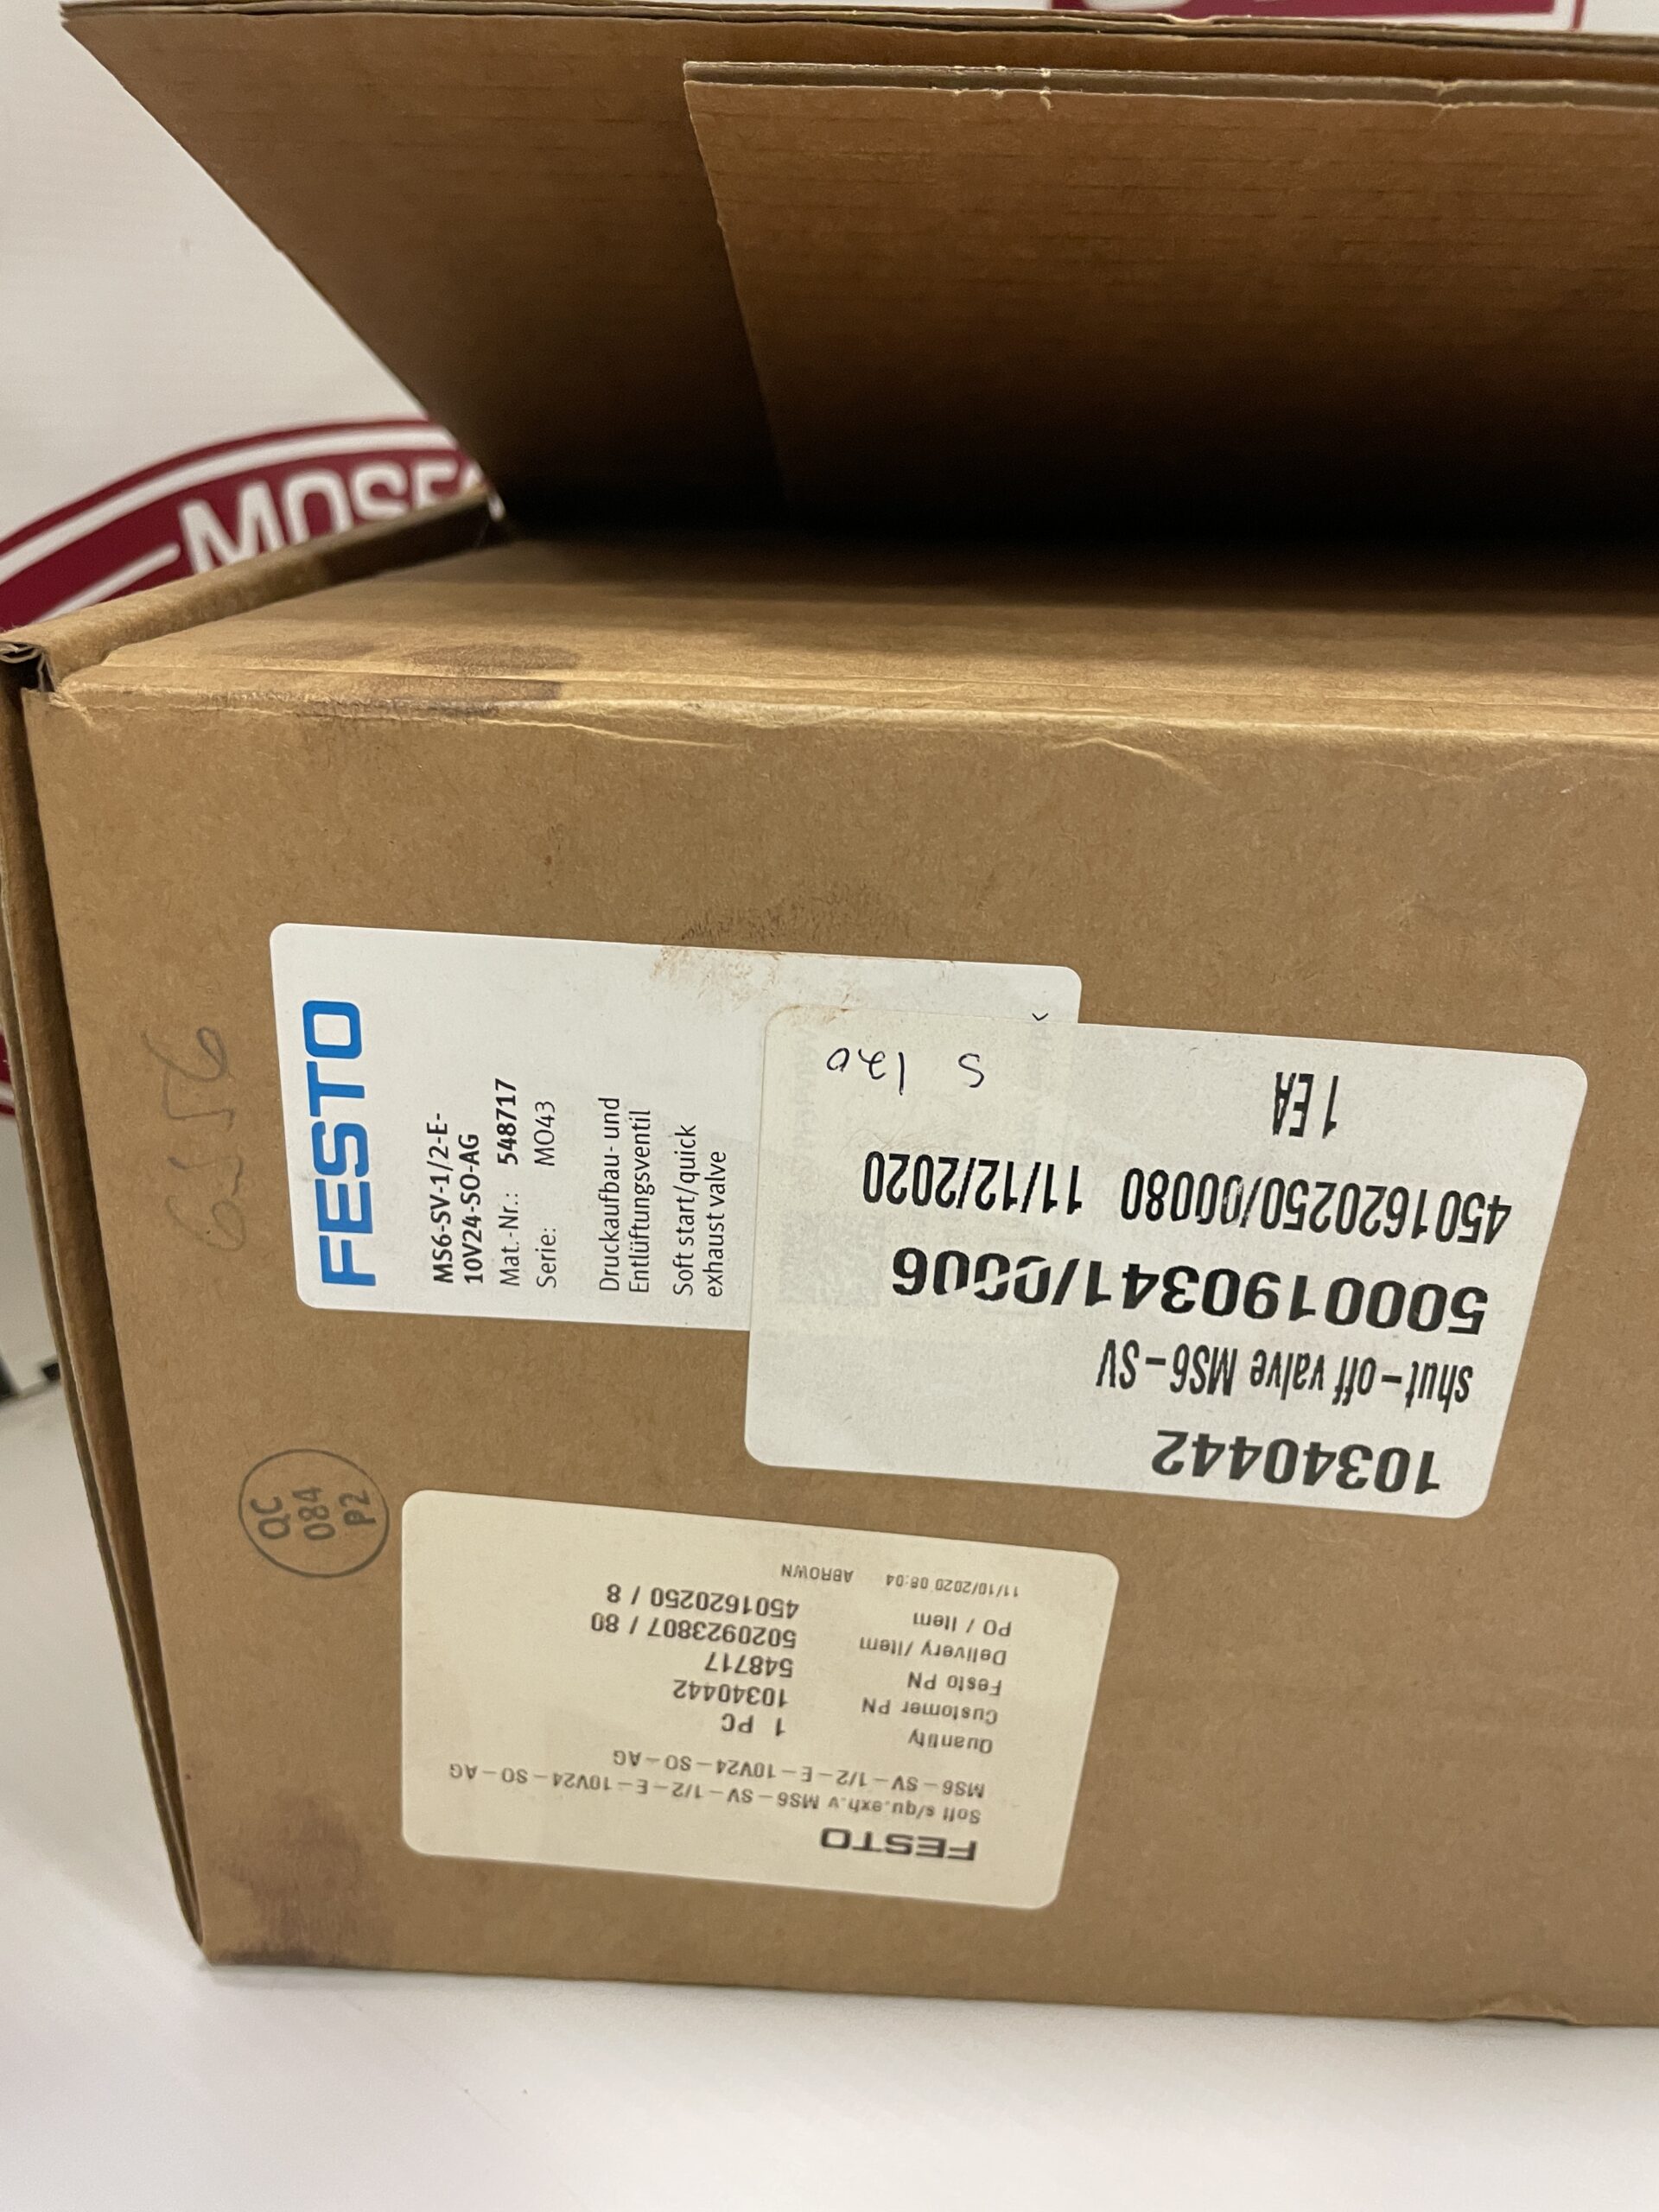 MOSE
FESTO
MS6-SV-1/2-E-
10V24-SO-AG
Mat.-Nr.: 548717
Serie: MO43
Druckaufbau- und
Entlüftungsventil
Soft start/quick
exhaust valve
10340442
shut-off valve MS6-SV
5000190341/0006
4501620250/00080 11/12/2020
1 EA
S 120
QC
084
P2
FESTO
Soft s/qu.exh.v MS6-SV-1/2-E-10V24-SO-AG
MS6-SV-1/2-E-10V24-SO-AG
Quantity 1 PC
Customer PN 10340442
Festo PN 548717
Delivery /Item 5020923807 / 80
PO / Item 4501620250 / 8
11/10/2020 08:04 ABROWN